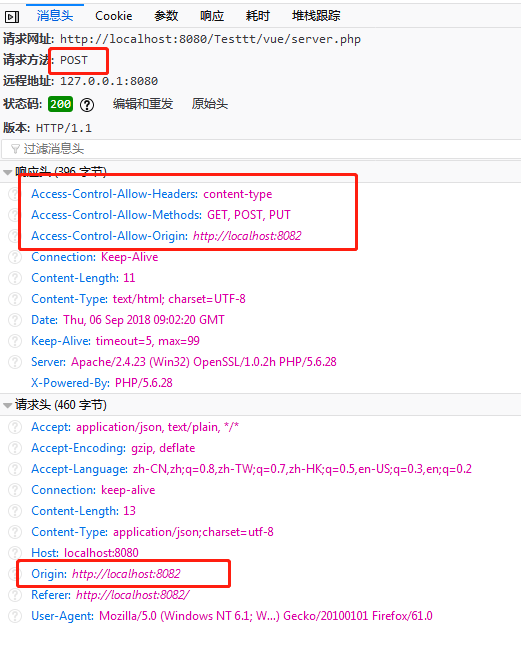 消息头 Cookie 参数 响应 耗时 堆栈跟踪
请求网址: http://localhost:8080/Testtt/vue/server.php
请求方法: POST
远程地址: 127.0.0.1:8080
状态码: 200 ? 编辑和重发 原始头
版本: HTTP/1.1
过滤消息头
响应头 (396 字节)
? Access-Control-Allow-Headers: content-type
? Access-Control-Allow-Methods: GET, POST, PUT
? Access-Control-Allow-Origin: http://localhost:8082
? Connection: Keep-Alive
? Content-Length: 11
? Content-Type: text/html; charset=UTF-8
? Date: Thu, 06 Sep 2018 09:02:20 GMT
? Keep-Alive: timeout=5, max=99
? Server: Apache/2.4.23 (Win32) OpenSSL/1.0.2h PHP/5.6.28
X-Powered-By: PHP/5.6.28
请求头 (460 字节)
? Accept: application/json, text/plain, */*
? Accept-Encoding: gzip, deflate
? Accept-Language: zh-CN,zh;q=0.8,zh-TW;q=0.7,zh-HK;q=0.5,en-US;q=0.3,en;q=0.2
? Connection: keep-alive
? Content-Length: 13
? Content-Type: application/json;charset=utf-8
? Host: localhost:8080
? Origin: http://localhost:8082
? Referer: http://localhost:8082/
? User-Agent: Mozilla/5.0 (Windows NT 6.1; W...) Gecko/20100101 Firefox/61.0